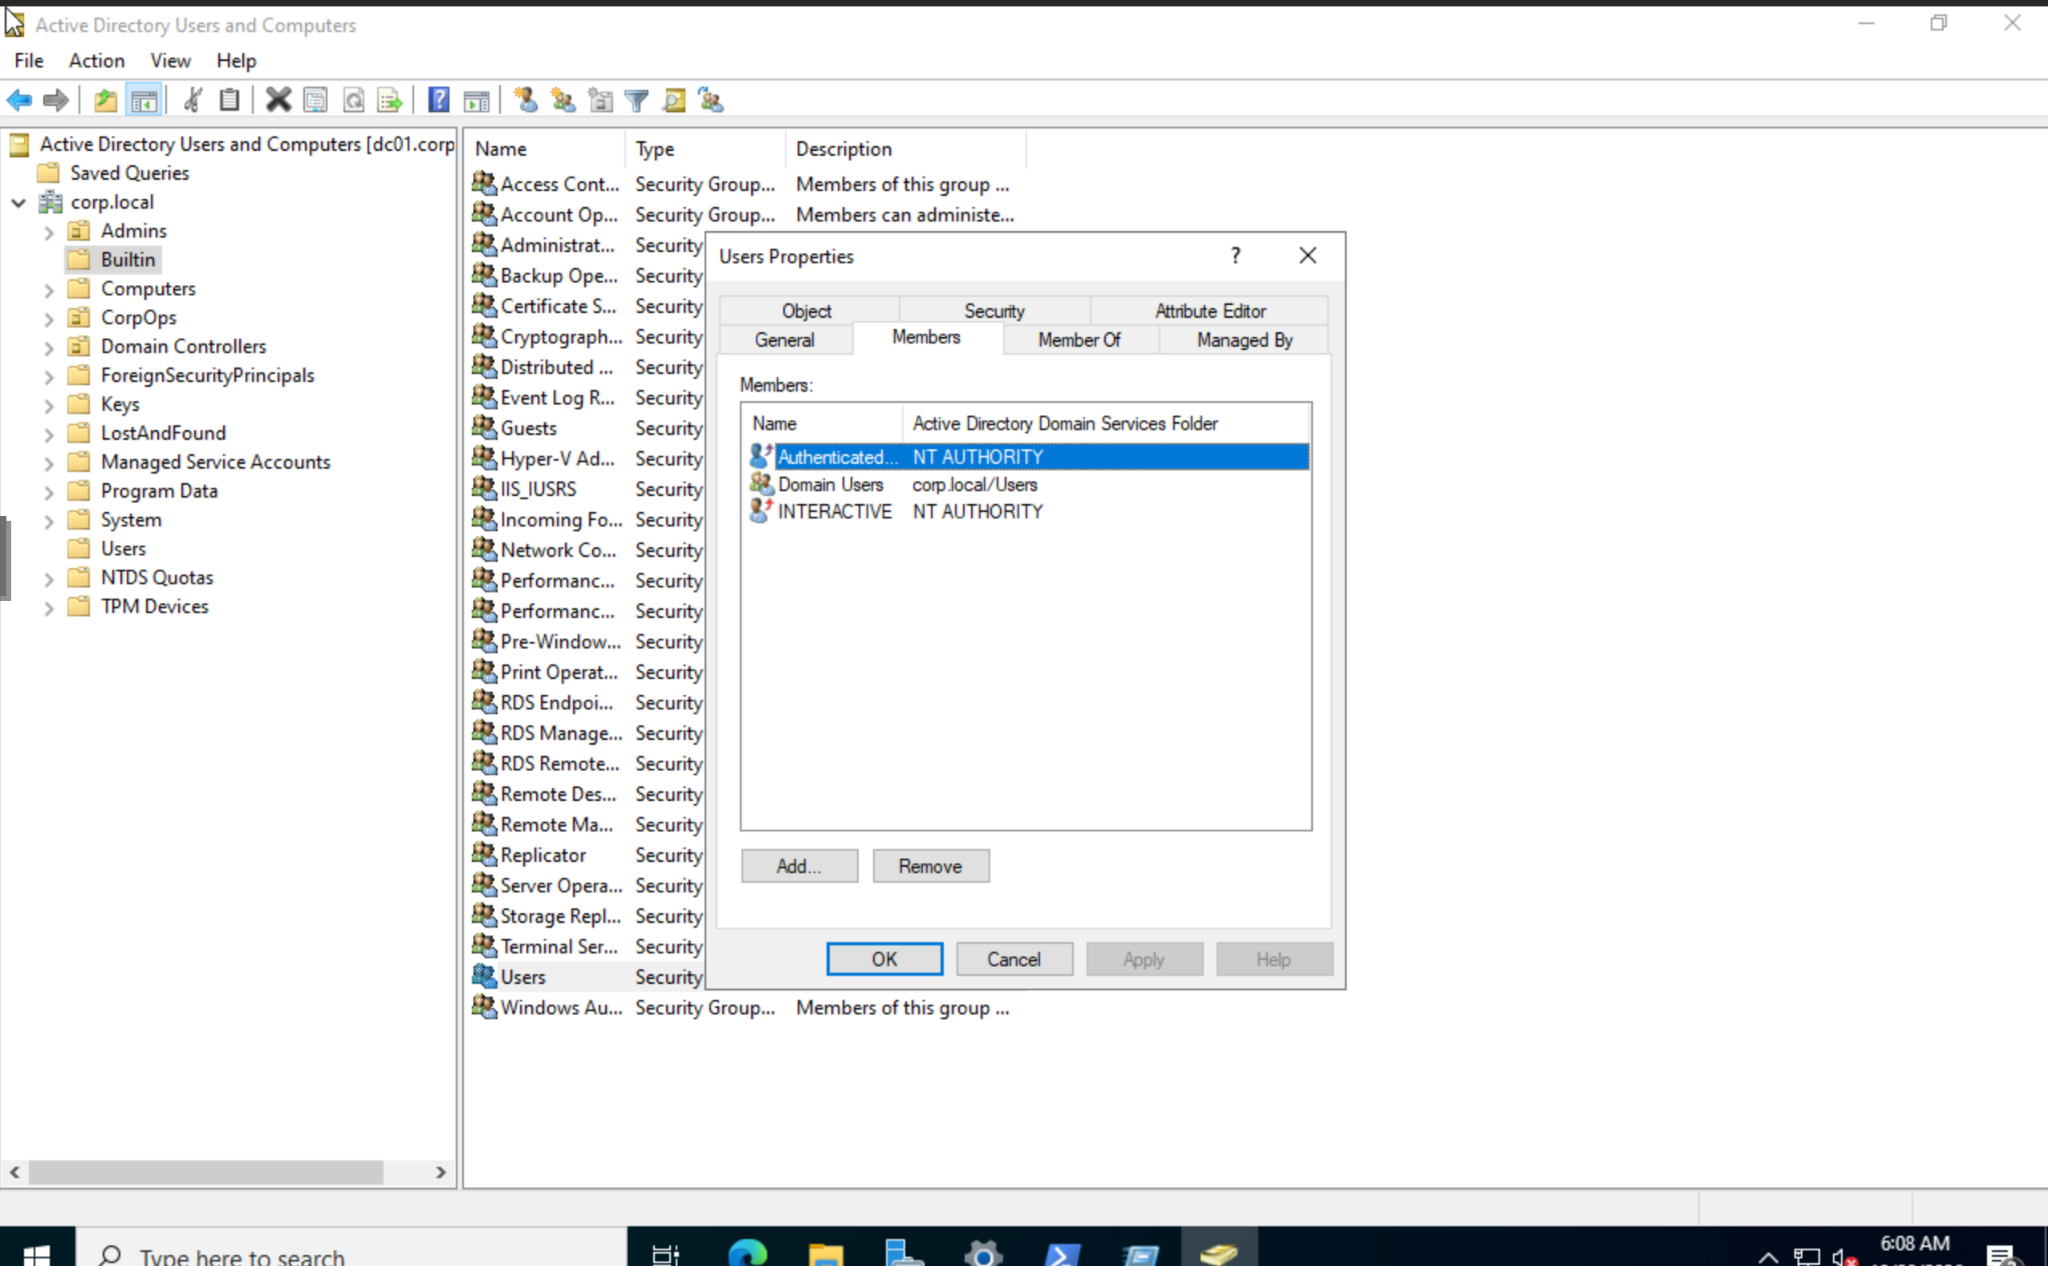 Active Directory Users and Computers
File Action View Help
Active Directory Users and Computers [dc01.corp
Saved Queries
corp.local
Admins
Builtin
Computers
CorpOps
Domain Controllers
ForeignSecurityPrincipals
Keys
LostAndFound
Managed Service Accounts
Program Data
System
Users
NTDS Quotas
TPM Devices
Name Type Description
Access Cont... Security Group... Members of this group ...
Account Op... Security Group... Members can administe...
Administrat... Security
Backup Ope... Security
Certificate S... Security
Cryptograph... Security
Distributed ... Security
Event Log R... Security
Guests Security
Hyper-V Ad... Security
IIS_IUSRS Security
Incoming Fo... Security
Network Co... Security
Performanc... Security
Performanc... Security
Pre-Window... Security
Print Operat... Security
RDS Endpoi... Security
RDS Manage... Security
RDS Remote... Security
Remote Des... Security
Remote Ma... Security
Replicator Security
Server Opera... Security
Storage Repl... Security
Terminal Ser... Security
Users Security
Windows Au... Security Group... Members of this group ...
Users Properties ?
Object Security Attribute Editor
General Members Member Of Managed By
Members:
Name Active Directory Domain Services Folder
Authenticated... NT AUTHORITY
Domain Users corp.local/Users
INTERACTIVE NT AUTHORITY
Add... Remove
OK Cancel Apply Help
Type here to search
6:08 AM